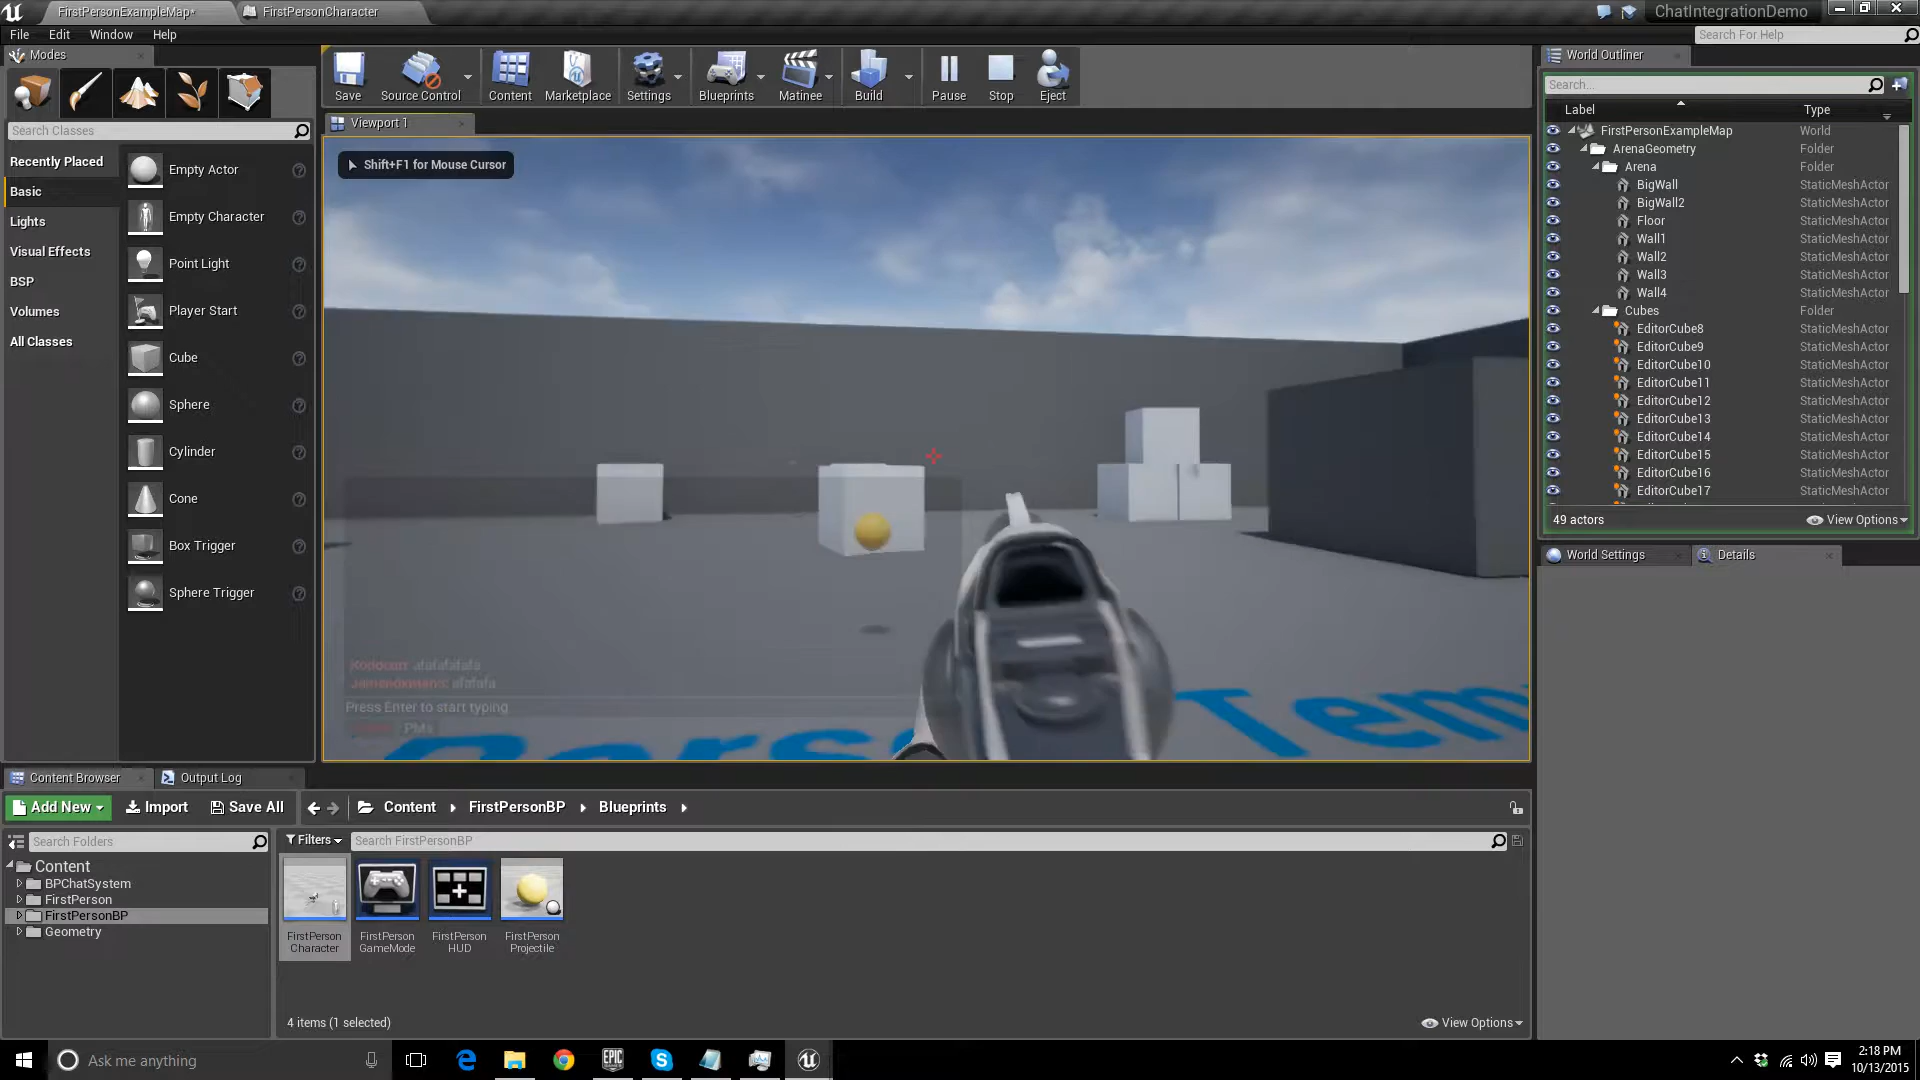 FirstPersonExampleMap*
FirstPersonCharacter
ChatIntegrationDemo
File Edit Window Help
Search For Help
Modes
Search Classes
Recently Placed
Basic
Lights
Visual Effects
BSP
Volumes
All Classes
Empty Actor
Empty Character
Point Light
Player Start
Cube
Sphere
Cylinder
Cone
Box Trigger
Sphere Trigger
Save
Source Control
Content
Marketplace
Settings
Blueprints
Matinee
Build
Pause
Stop
Eject
Viewport 1
Shift+F1 for Mouse Cursor
afafafafafa
afafafa
Press Enter to start typing
PMs
Tem
World Outliner
Search...
Label Type
FirstPersonExampleMap World
ArenaGeometry Folder
Arena Folder
BigWall StaticMeshActor
BigWall2 StaticMeshActor
Floor StaticMeshActor
Wall1 StaticMeshActor
Wall2 StaticMeshActor
Wall3 StaticMeshActor
Wall4 StaticMeshActor
Cubes Folder
EditorCube8 StaticMeshActor
EditorCube9 StaticMeshActor
EditorCube10 StaticMeshActor
EditorCube11 StaticMeshActor
EditorCube12 StaticMeshActor
EditorCube13 StaticMeshActor
EditorCube14 StaticMeshActor
EditorCube15 StaticMeshActor
EditorCube16 StaticMeshActor
EditorCube17 StaticMeshActor
49 actors View Options
World Settings
Details
Content Browser
Output Log
Add New Import Save All Content FirstPersonBP Blueprints
Search Folders
Content
BPChatSystem
FirstPerson
FirstPersonBP
Geometry
Filters Search FirstPersonBP
FirstPerson
Character
FirstPerson
GameMode
FirstPerson
HUD
FirstPerson
Projectile
4 items (1 selected) View Options
Ask me anything
EPIC
GAMES
2:18 PM
10/13/2015